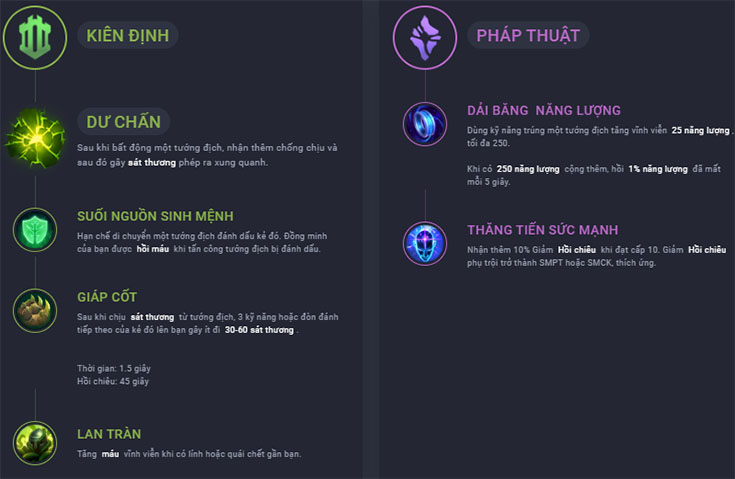 KIÊN ĐỊNH
DƯ CHẤN
Sau khi bất động một tướng địch, nhận thêm chống chịu và
sau đó gây sát thương phép ra xung quanh.
SUỐI NGUỒN SINH MỆNH
Hạn chế di chuyển một tướng địch đánh dấu kẻ đó. Đồng minh
của bạn được hồi máu khi tấn công tướng địch bị đánh dấu.
GIÁP CỐT
Sau khi chịu sát thương từ tướng địch, 3 kỹ năng hoặc đòn đánh
tiếp theo của kẻ đó lên bạn gây ít đi 30-60 sát thương .
Thời gian: 1.5 giây
Hồi chiêu: 45 giây
LAN TRÀN
Tăng máu vĩnh viễn khi có lính hoặc quái chết gần bạn.
PHÁP THUẬT
DẢI BĂNG NĂNG LƯỢNG
Dùng kỹ năng trúng một tướng địch tăng vĩnh viễn 25 năng lượng ,
tối đa 250.
Khi có 250 năng lượng cộng thêm, hồi 1% năng lượng đã mất
mỗi 5 giây.
THĂNG TIẾN SỨC MẠNH
Nhận thêm 10% Giảm Hồi chiêu khi đạt cấp 10. Giảm Hồi chiêu
phụ trội trở thành SMPT hoặc SMCK, thích ứng.